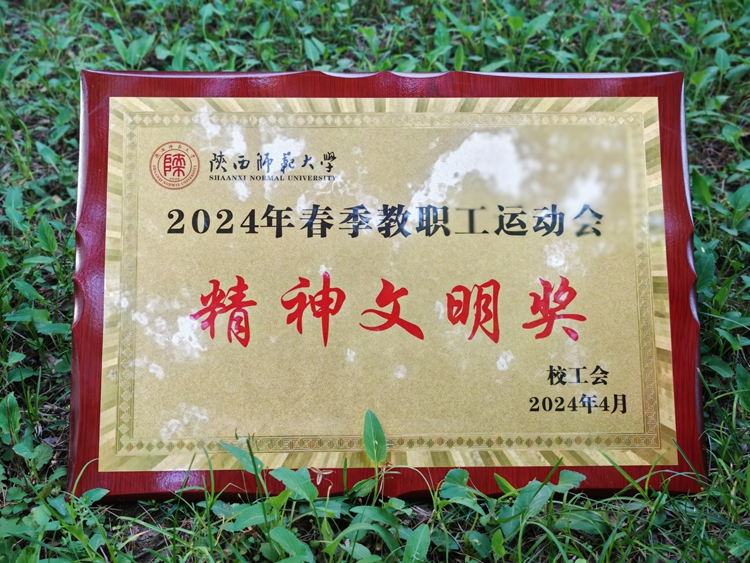 陕西师范大学
SHAANXI NORMAL UNIVERSITY
2024年春季教职工运动会
精神文明奖
校工会
2024年4月